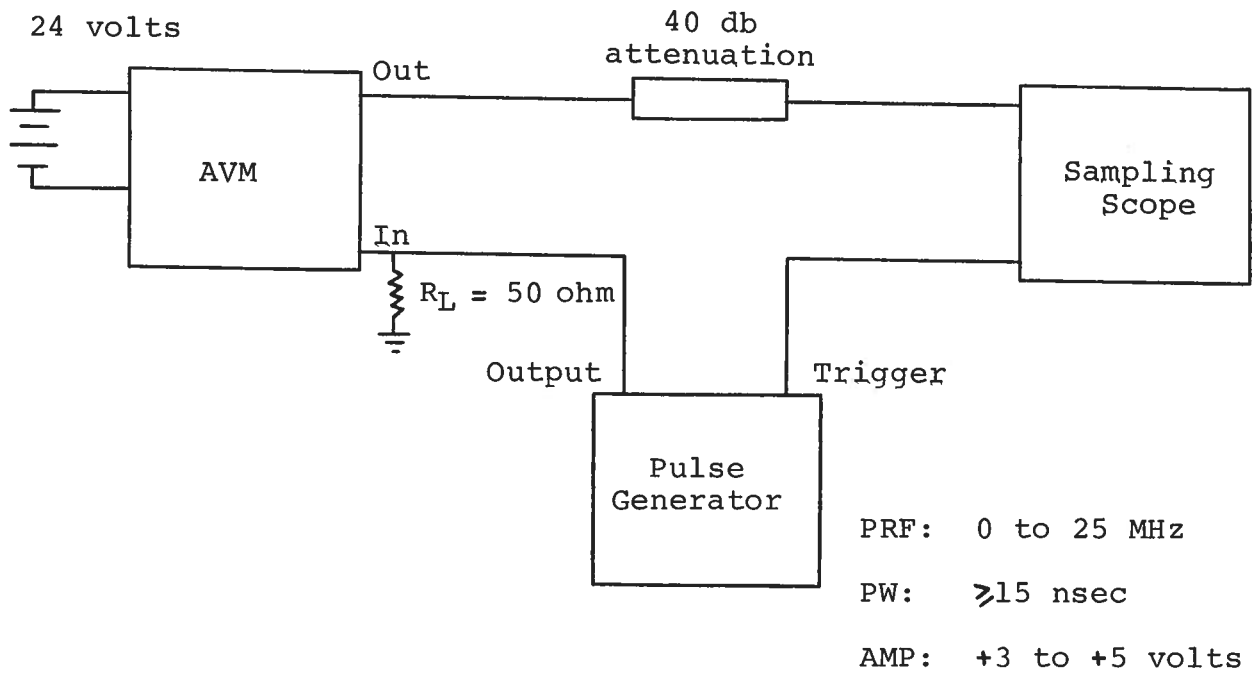 24 volts
40 db
attenuation
Out
AVM
Sampling
Scope
In
R_L = 50 ohm
Output
Trigger
Pulse
Generator
PRF: 0 to 25 MHz
PW: ⩾15 nsec
AMP: +3 to +5 volts